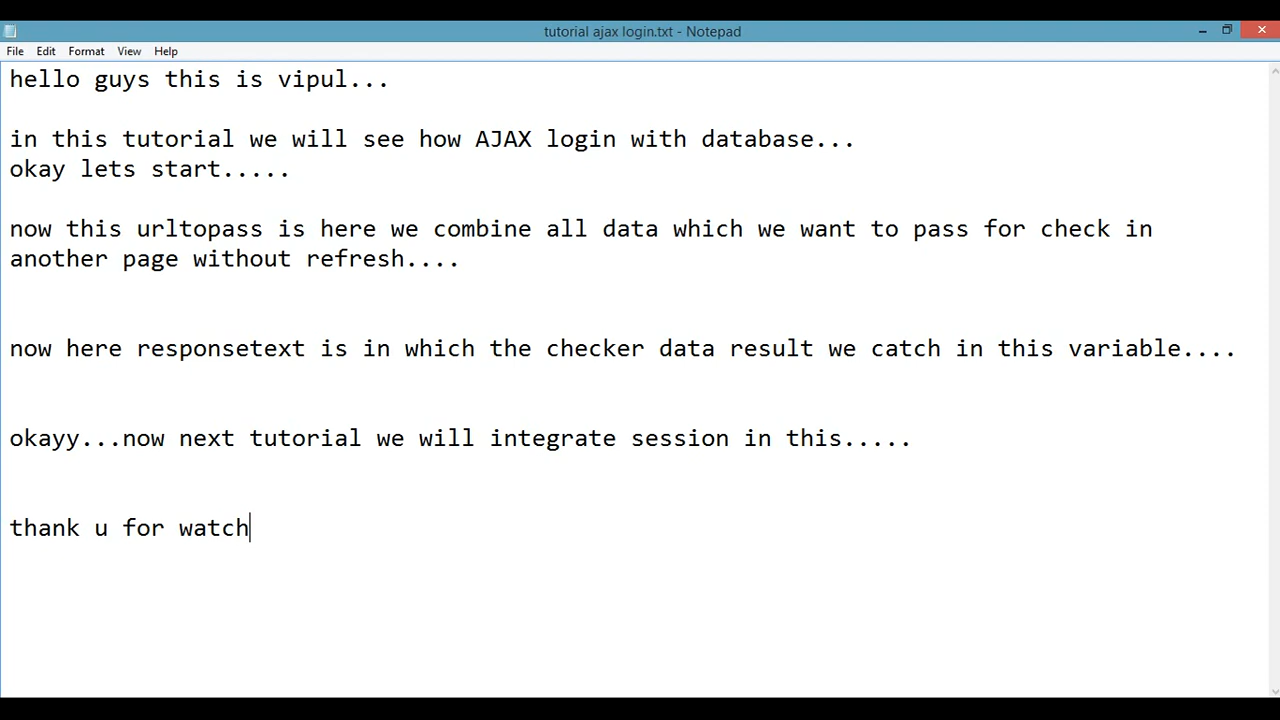 tutorial ajax login.txt - Notepad
File Edit Format View Help
hello guys this is vipul...
in this tutorial we will see how AJAX login with database...
okay lets start.....
now this urltopass is here we combine all data which we want to pass for check in
another page without refresh....
now here responsetext is in which the checker data result we catch in this variable....
okayy...now next tutorial we will integrate session in this.....
thank u for watch